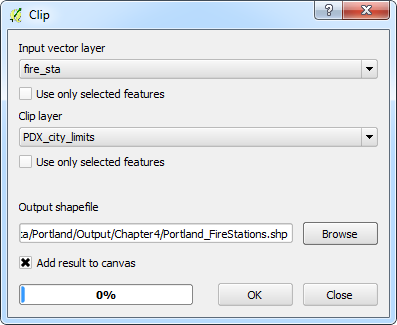 Clip
Input vector layer
fire_sta
Use only selected features
Clip layer
PDX_city_limits
Use only selected features
Output shapefile
ta/Portland/Output/Chapter4/Portland_FireStations.shp
Browse
Add result to canvas
0%
OK
Close